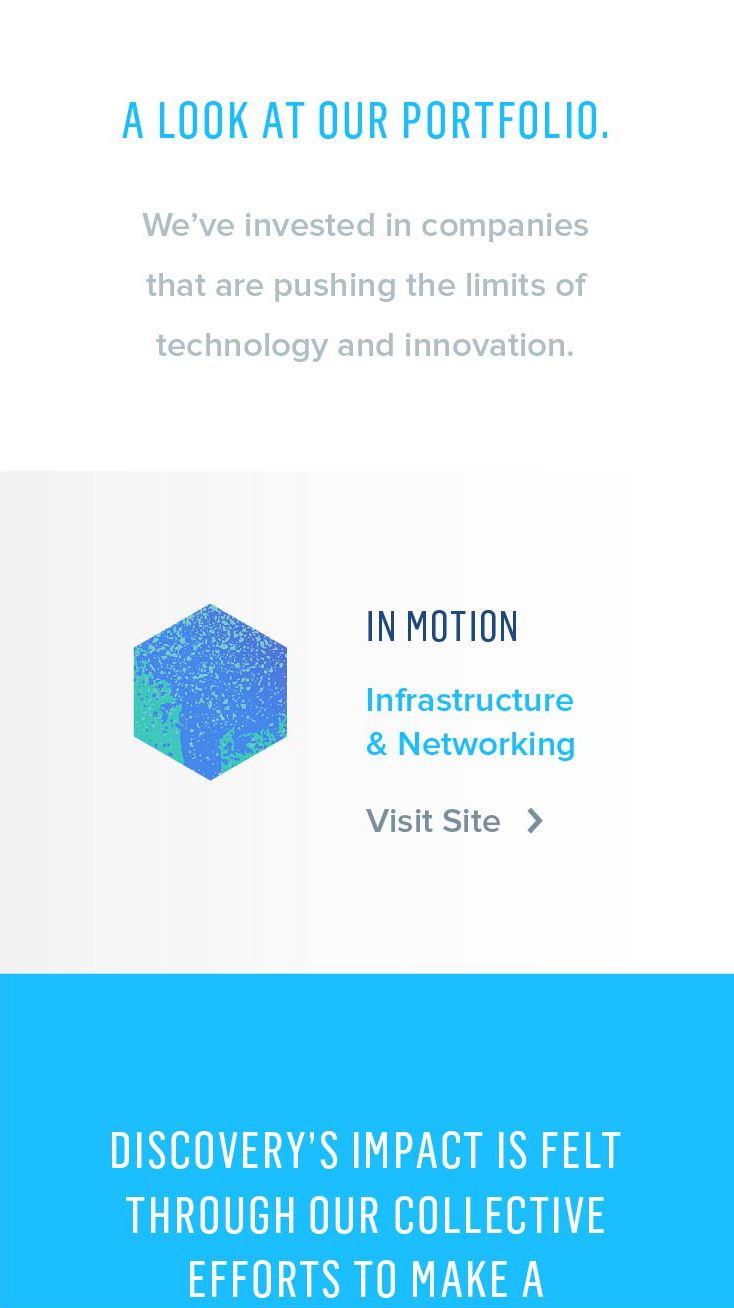 A LOOK AT OUR PORTFOLIO.
We’ve invested in companies
that are pushing the limits of
technology and innovation.
IN MOTION
Infrastructure
& Networking
Visit Site
DISCOVERY’S IMPACT IS FELT
THROUGH OUR COLLECTIVE
EFFORTS TO MAKE A